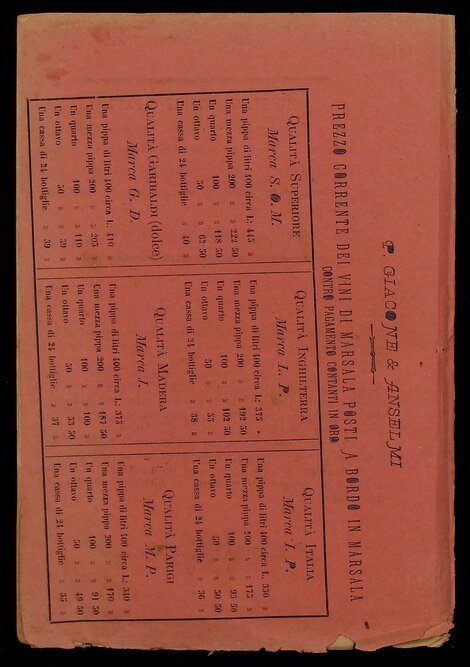 P. GIACONE & ANSELMI
PREZZO CORRENTE DEI VINI DI MARSALA POSTI A BORDO IN MARSALA
CONTRO PAGAMENTO CONTANTI IN ORO
QUALITÀ SUPERIORE
Marca S. O. M.
Una pippa di litri 400 circa L: 445 »
Una mezza pippa 200 » » 222 50
Un quarto 100 » » 118 50
Un ottavo 50 » » 62 50
Una cassa di 24 bottiglie » 40 »
QUALITÀ INGHILTERRA
Marca L. P.
Una pippa di litri 400 circa L: 375 »
Una mezza pippa 200 » » 192 50
Un quarto 100 » » 102 50
Un ottavo 50 » » 55 »
Una cassa di 24 bottiglie » 38 »
QUALITÀ ITALIA
Marca I. P.
Una pippa di litri 400 circa L. 350 »
Una mezza pippa 200 » » 175 »
Un quarto 100 » » 95 50
Un ottavo 50 » » 50 50
Una cassa di 24 bottiglie » 36 »
QUALITÀ GARIBALDI (dolce)
Marca G. D.
Una pippa di litri 400 circa L. 410 »
Una mezza pippa 200 » » 205 »
Un quarto 100 » » 110 »
Un ottavo 50 » » 59 »
Una cassa di 24 bottiglie » 39 »
QUALITÀ MADERA
Marca J.
Una pippa di litri 400 circa L: 375 »
Una mezza pippa 200 » » 187 50
Un quarto 100 » » 100 »
Un ottavo 50 » » 53 50
Una cassa di 24 bottiglie » 37 »
QUALITÀ PARIGI
Marca M. P.
Una pippa di litri 400 circa L. 340 »
Una mezza pippa 200 » » 170 »
Un quarto 100 » » 91 50
Un ottavo 50 » » 49 50
Una cassa di 24 bottiglie » 35 »